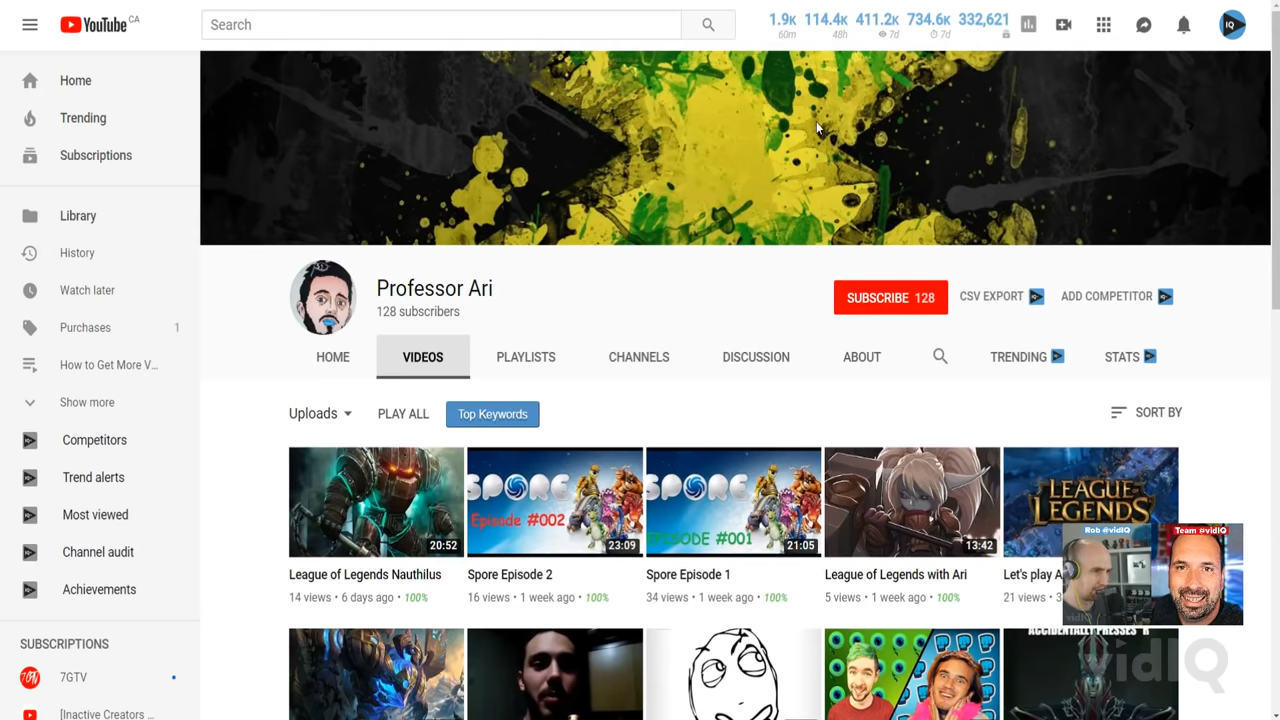 YouTube CA
Search
1.9K 114.4K 411.2K 734.6K 332,621
60m 48h 7d 7d
IQ
Home
Trending
Subscriptions
Library
History
Watch later
Purchases 1
How to Get More V...
Show more
Competitors
Trend alerts
Most viewed
Channel audit
Achievements
SUBSCRIPTIONS
7GTV
[Inactive Creators ...
Professor Ari
128 subscribers
SUBSCRIBE 128
CSV EXPORT
ADD COMPETITOR
HOME
VIDEOS
PLAYLISTS
CHANNELS
DISCUSSION
ABOUT
TRENDING
STATS
Uploads
PLAY ALL
Top Keywords
SORT BY
20:52
SPORE
Episode #002
23:09
SPORE
EPISODE #001
21:05
13:42
LEAGUE OF
LEGENDS
League of Legends Nauthilus
14 views • 6 days ago • 100%
Spore Episode 2
16 views • 1 week ago • 100%
Spore Episode 1
34 views • 1 week ago • 100%
League of Legends with Ari
5 views • 1 week ago • 100%
Let's play A
21 views • 3
Rob @vidIQ
Team @vidIQ
ACCIDENTALLY PRESSES R
vidIQ